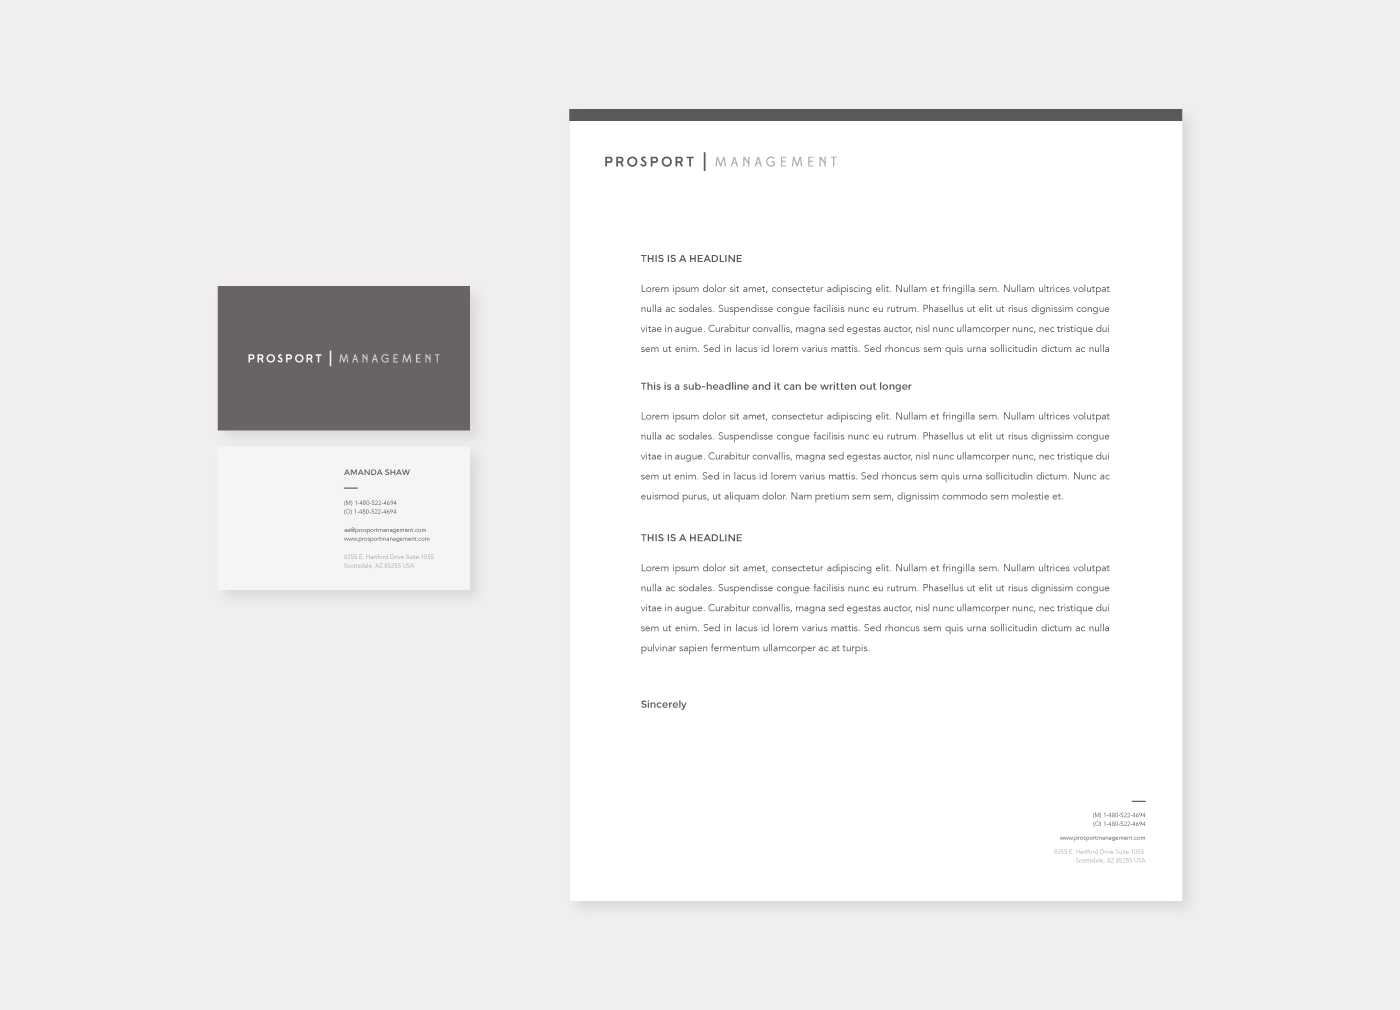 PROSPORT | MANAGEMENT
AMANDA SHAW
(M) 1-480-522-4694
(O) 1-480-522-4694
as@prosportmanagement.com
www.prosportmanagement.com
8355 E. Hartford Drive Suite 1055
Scottsdale, AZ 85255 USA
PROSPORT | MANAGEMENT
THIS IS A HEADLINE
Lorem ipsum dolor sit amet, consectetur adipiscing elit. Nullam et fringilla sem. Nullam ultrices volutpat
nulla ac sodales. Suspendisse congue facilisis nunc eu rutrum. Phasellus ut elit ut risus dignissim congue
vitae in augue. Curabitur convallis, magna sed egestas auctor, nisl nunc ullamcorper nunc, nec tristique dui
sem ut enim. Sed in lacus id lorem varius mattis. Sed rhoncus sem quis urna sollicitudin dictum ac nulla
This is a sub-headline and it can be written out longer
Lorem ipsum dolor sit amet, consectetur adipiscing elit. Nullam et fringilla sem. Nullam ultrices volutpat
nulla ac sodales. Suspendisse congue facilisis nunc eu rutrum. Phasellus ut elit ut risus dignissim congue
vitae in augue. Curabitur convallis, magna sed egestas auctor, nisl nunc ullamcorper nunc, nec tristique dui
sem ut enim. Sed in lacus id lorem varius mattis. Sed rhoncus sem quis urna sollicitudin dictum. Nunc ac
euismod purus, ut aliquam dolor. Nam pretium sem sem, dignissim commodo sem molestie et.
THIS IS A HEADLINE
Lorem ipsum dolor sit amet, consectetur adipiscing elit. Nullam et fringilla sem. Nullam ultrices volutpat
nulla ac sodales. Suspendisse congue facilisis nunc eu rutrum. Phasellus ut elit ut risus dignissim congue
vitae in augue. Curabitur convallis, magna sed egestas auctor, nisl nunc ullamcorper nunc, nec tristique dui
sem ut enim. Sed in lacus id lorem varius mattis. Sed rhoncus sem quis urna sollicitudin dictum ac nulla
pulvinar sapien fermentum ullamcorper ac at turpis.
Sincerely
(M) 1-480-522-4694
(O) 1-480-522-4694
www.prosportmanagement.com
8355 E. Hartford Drive Suite 1055
Scottsdale, AZ 85255 USA